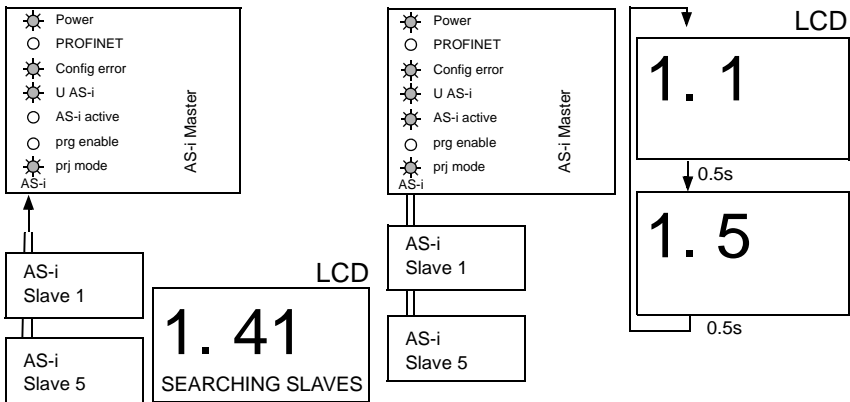 Power
PROFINET
Config error
U AS-i
AS-i active
prg enable
prj mode
AS-i
AS-i Master
AS-i
Slave 1
AS-i
Slave 5
LCD
1. 41
SEARCHING SLAVES
Power
PROFINET
Config error
U AS-i
AS-i active
prg enable
prj mode
AS-i
AS-i Master
AS-i
Slave 1
AS-i
Slave 5
LCD
1. 1
0.5s
1. 5
0.5s